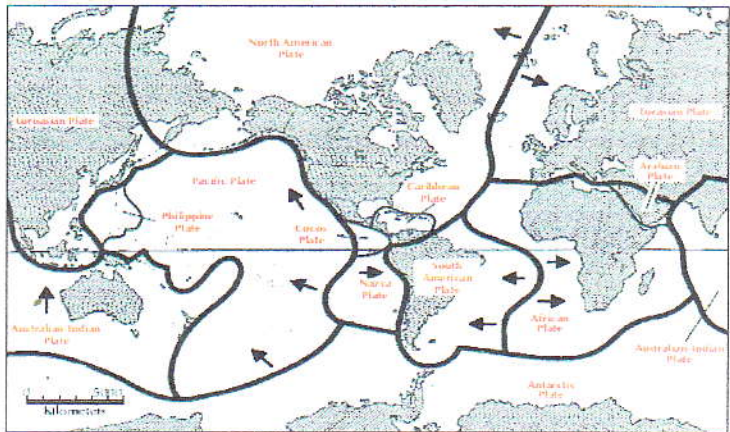 North American
Plate
Eurasian Plate
Eurasian Plate
Arabian
Plate
Pacific Plate
Caribbean
Plate
Philippine
Plate
Cocos
Plate
Nazca
Plate
South
American
Plate
African
Plate
Australian-Indian
Plate
Australian-Indian
Plate
Antarctic
Plate
0
Kilometers